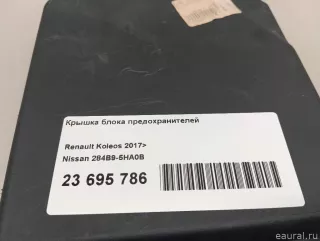 Крышка блока предохранителей
Renault Koleos 2017>
Nissan 284B9-5HA0B
23 695 786
eaural.ru